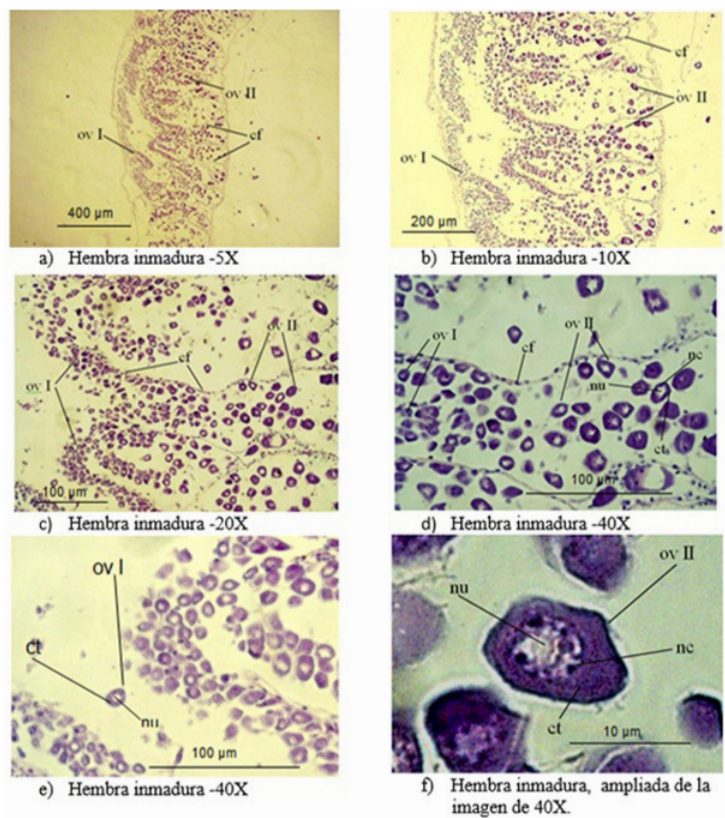 ov II
ov I
cf
400 µm
a) Hembra inmadura -5X
cf
ov II
ov I
200 µm
b) Hembra inmadura -10X
ov II
cf
ov I
100 µm
c) Hembra inmadura -20X
ov I
ov II
cf
nc
nu
ct
100 µm
d) Hembra inmadura -40X
ov I
ct
nu
100 µm
e) Hembra inmadura -40X
ov II
nu
nc
ct
10 µm
f) Hembra inmadura, ampliada de la
imagen de 40X.